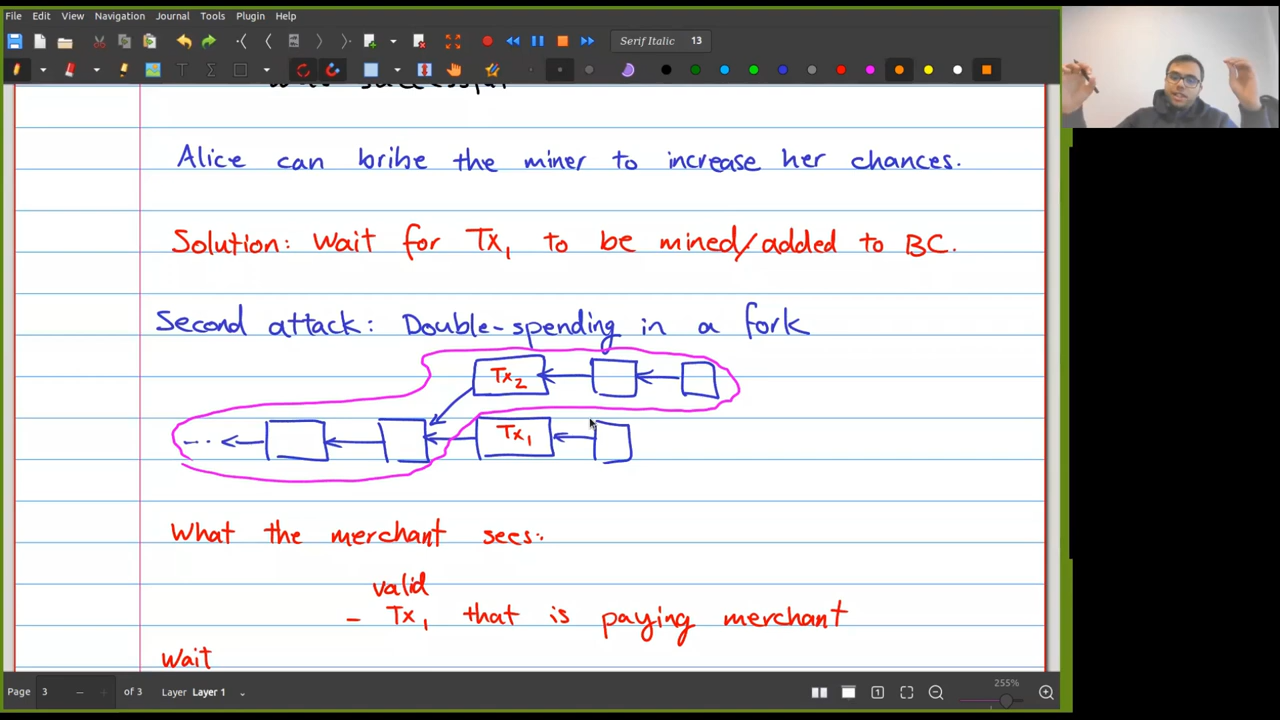 File Edit View Navigation Journal Tools Plugin Help
Serif Italic 13
Alice can bribe the miner to increase her chances.
Solution: Wait for Tx1 to be mined/added to BC.
Second attack: Double-spending in a fork
Tx2
Tx1
What the merchant sees:
valid
- Tx1 that is paying merchant
Wait
Page 3 of 3 Layer Layer 1
255%